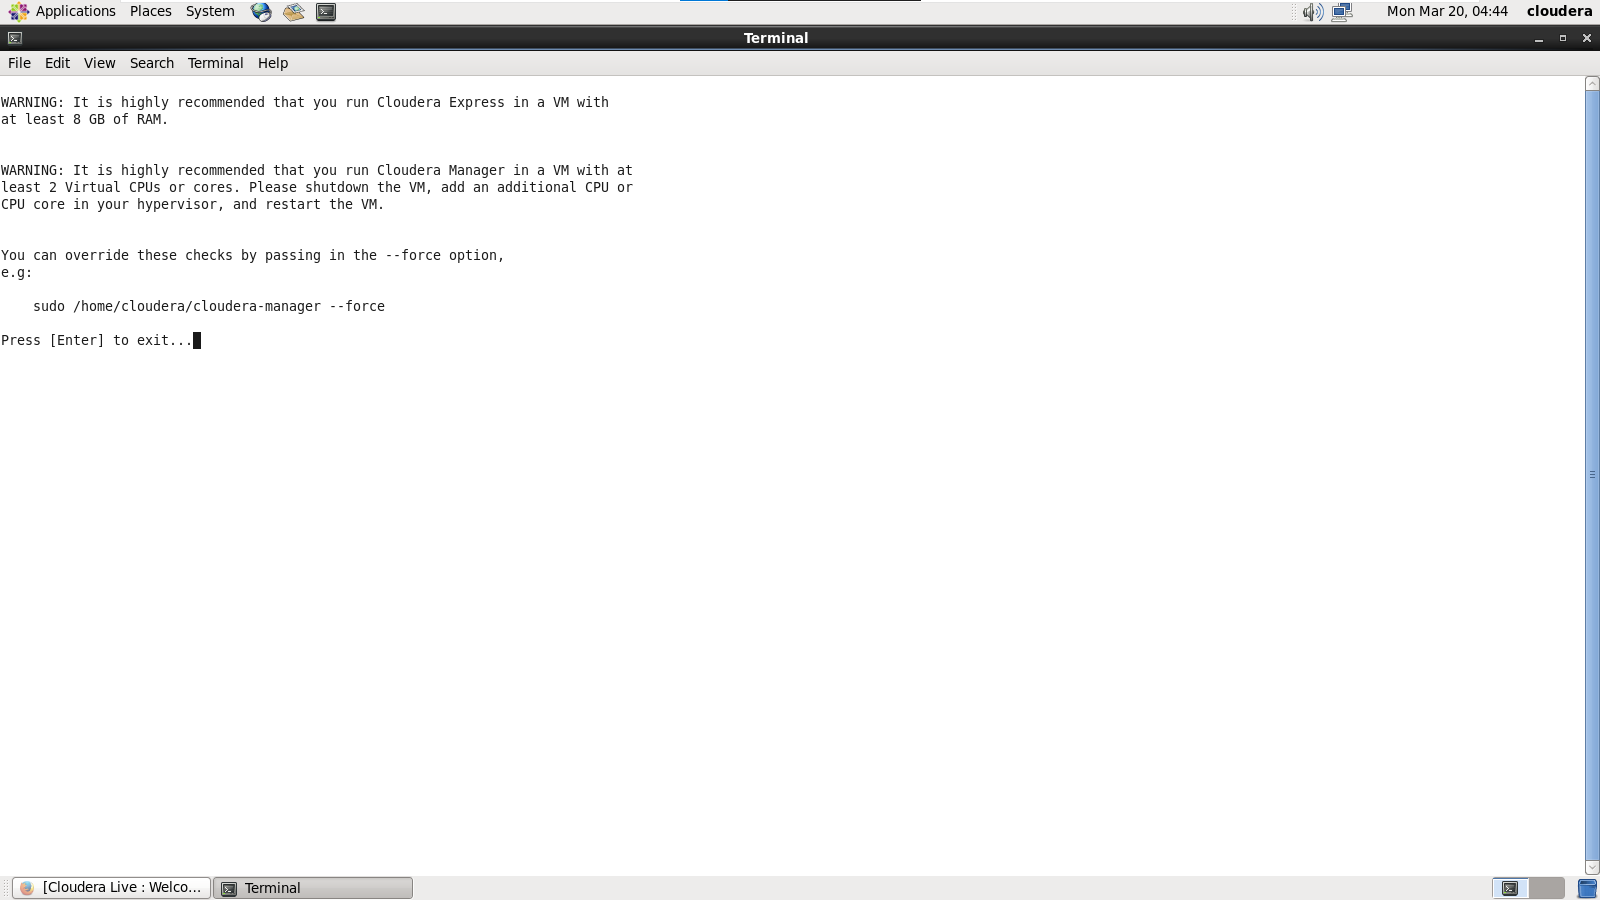 Applications Places System Mon Mar 20, 04:44 cloudera
Terminal
File Edit View Search Terminal Help
WARNING: It is highly recommended that you run Cloudera Express in a VM with
at least 8 GB of RAM.
WARNING: It is highly recommended that you run Cloudera Manager in a VM with at
least 2 Virtual CPUs or cores. Please shutdown the VM, add an additional CPU or
CPU core in your hypervisor, and restart the VM.
You can override these checks by passing in the --force option,
e.g:
sudo /home/cloudera/cloudera-manager --force
Press [Enter] to exit...
[Cloudera Live : Welco... Terminal